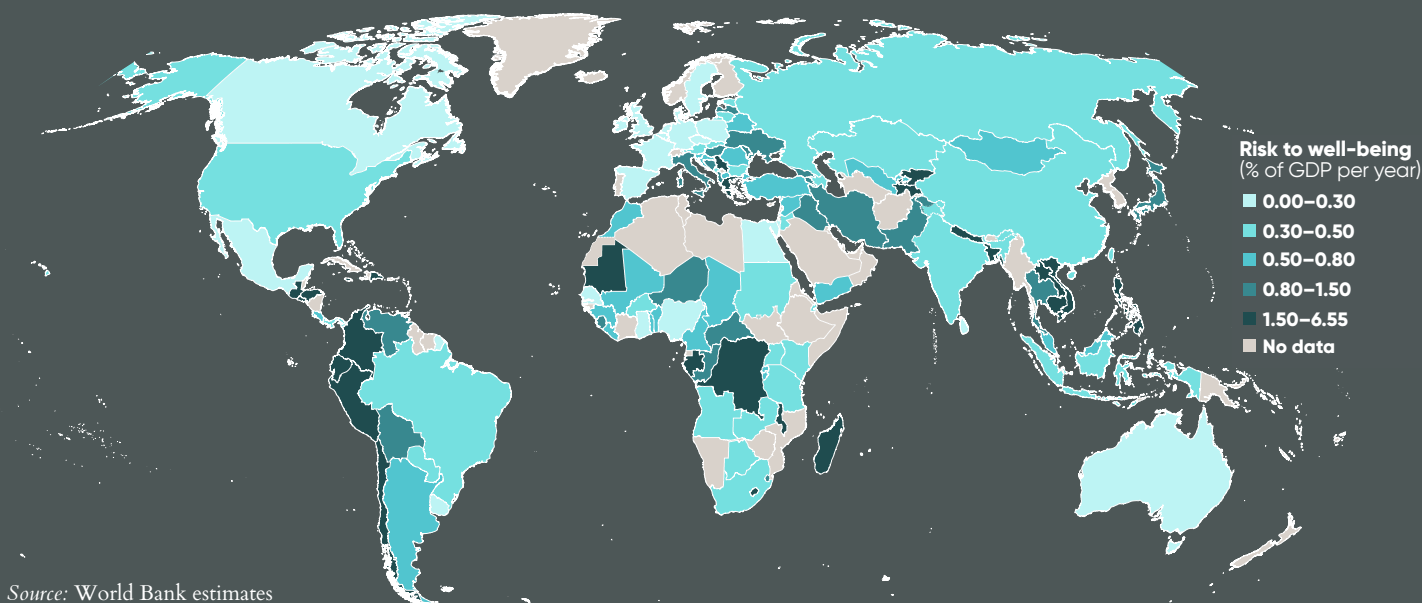 Risk to well-being
(% of GDP per year)
0.00–0.30
0.30–0.50
0.50–0.80
0.80–1.50
1.50–6.55
No data
Source: World Bank estimates